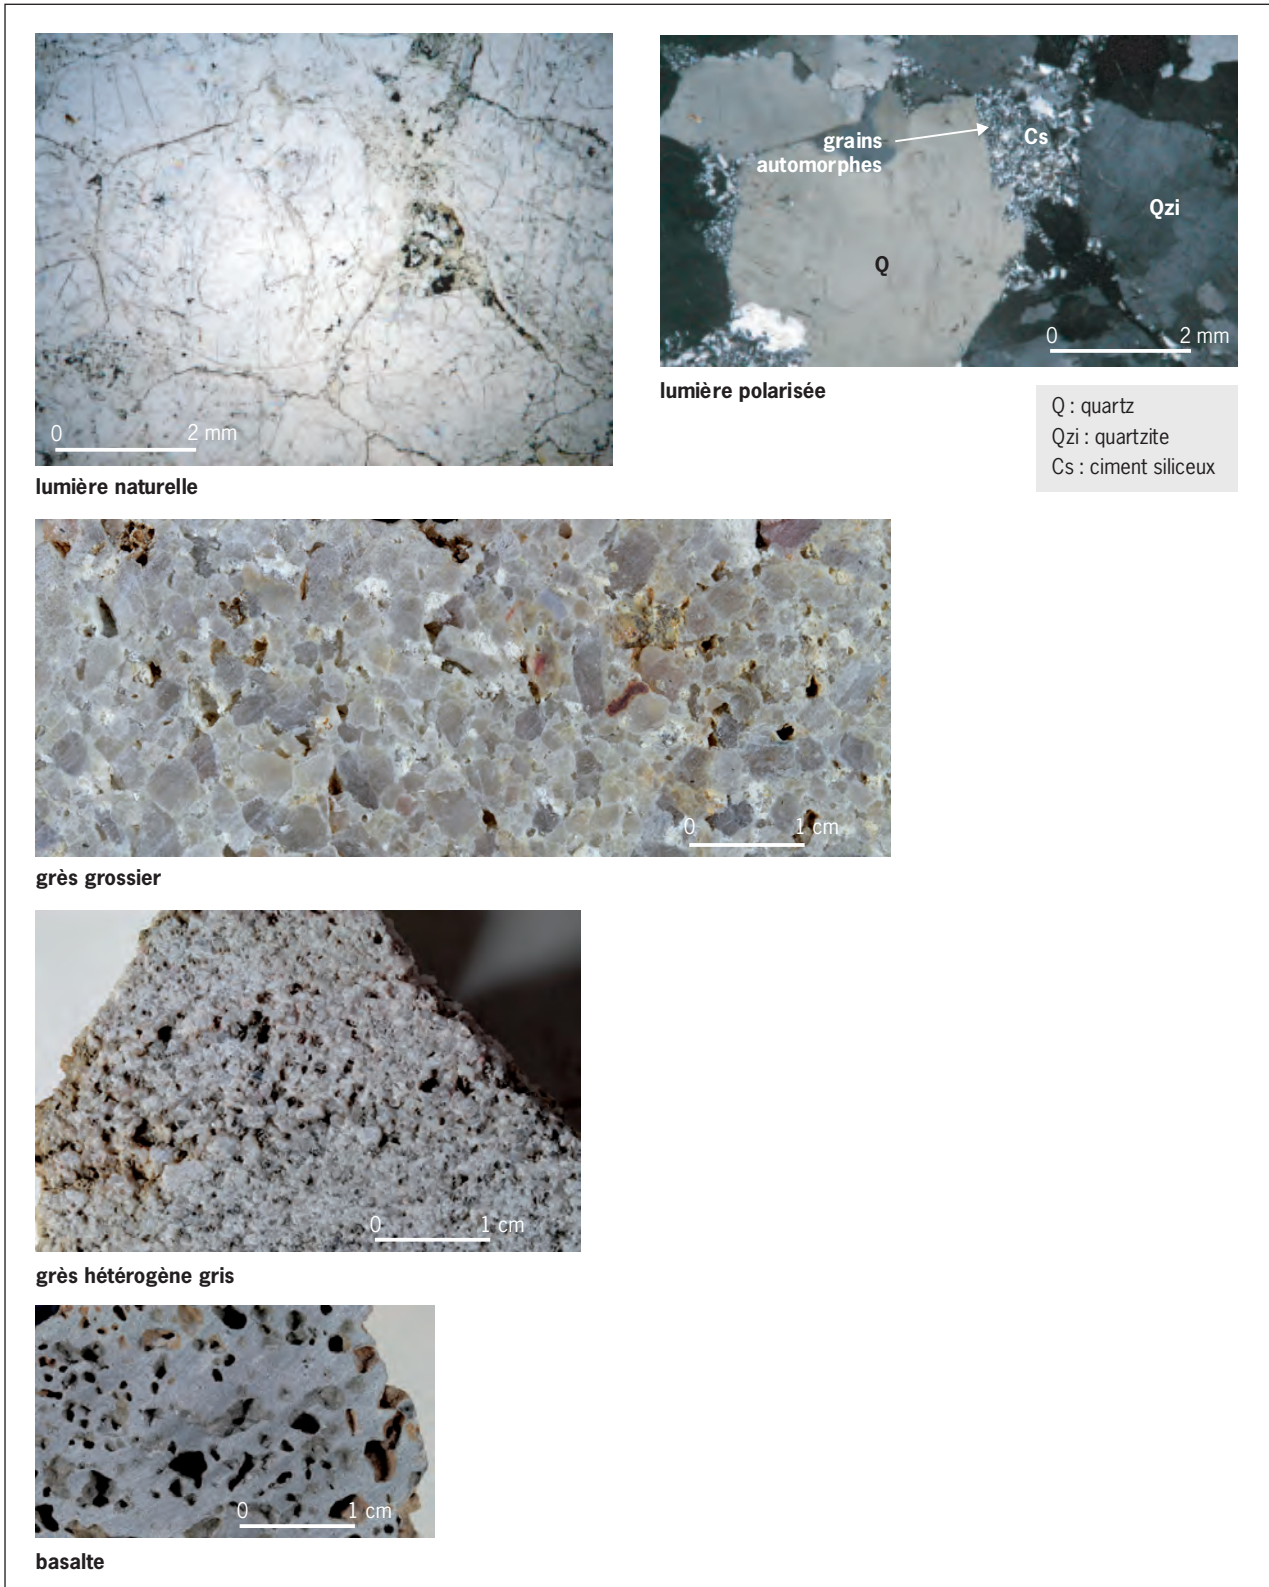 grains
automorphes
Cs
Qzi
Q
0 2 mm
0 2 mm
lumière polarisée
lumière naturelle
Q : quartz
Qzi : quartzite
Cs : ciment siliceux
0 1 cm
grès grossier
0 1 cm
grès hétérogène gris
0 1 cm
basalte